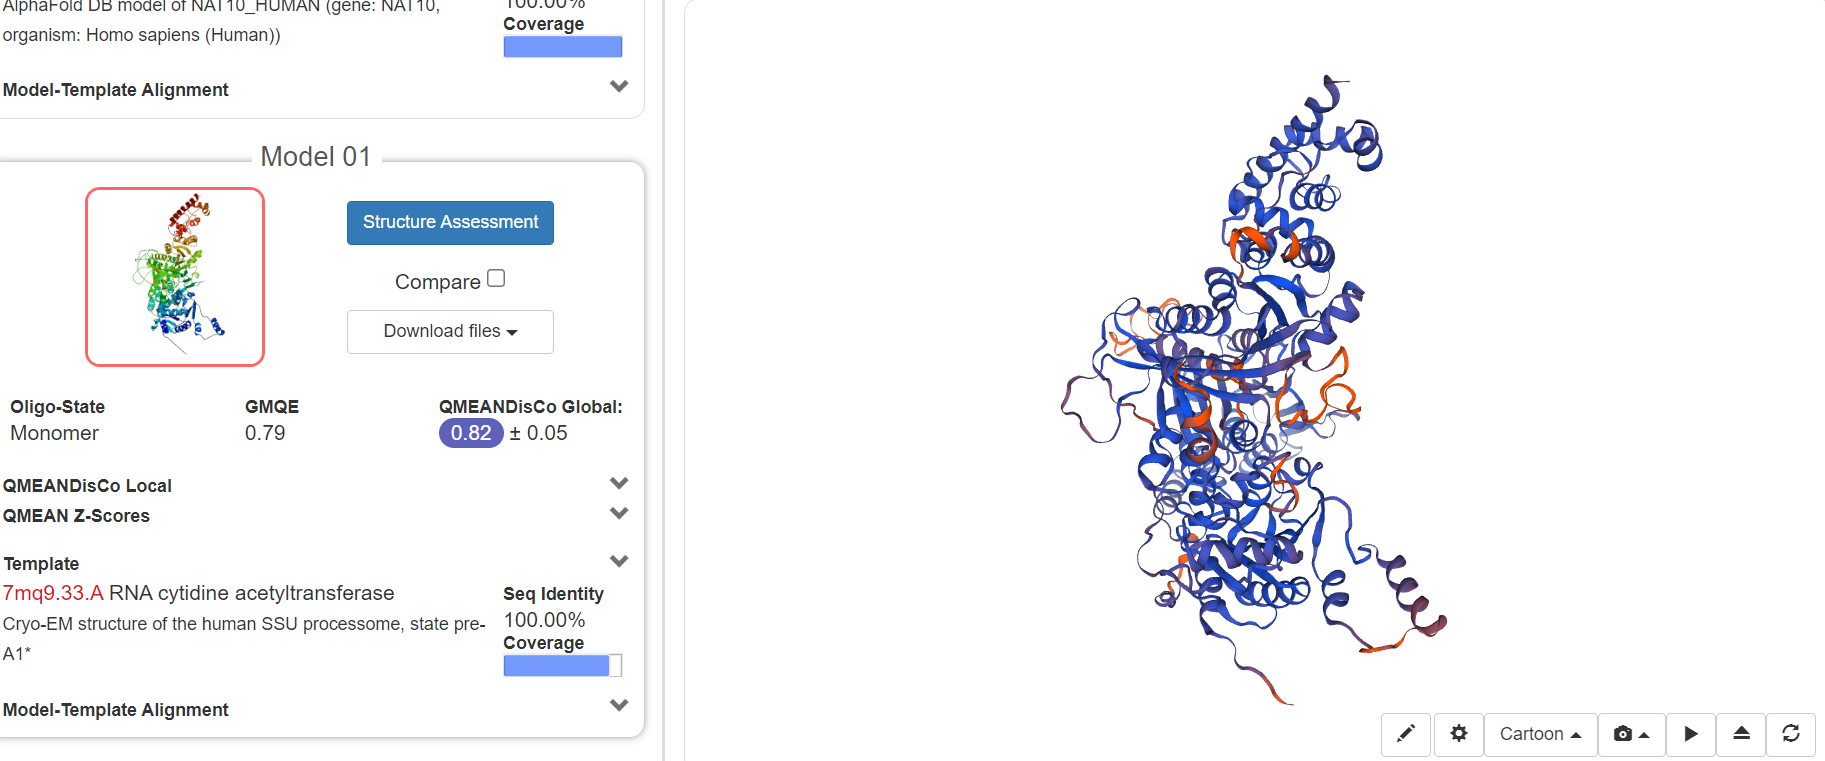 AlphaFold DB model of NAT10_HUMAN (gene: NAT10,
organism: Homo sapiens (Human))
100.00%
Coverage
Model-Template Alignment
Model 01
Structure Assessment
Compare
Download files
Oligo-State
Monomer
GMQE
0.79
QMEANDisCo Global:
0.82 ± 0.05
QMEANDisCo Local
QMEAN Z-Scores
Template
7mq9.33.A RNA cytidine acetyltransferase
Cryo-EM structure of the human SSU processome, state pre-
A1*
Seq Identity
100.00%
Coverage
Model-Template Alignment
Cartoon